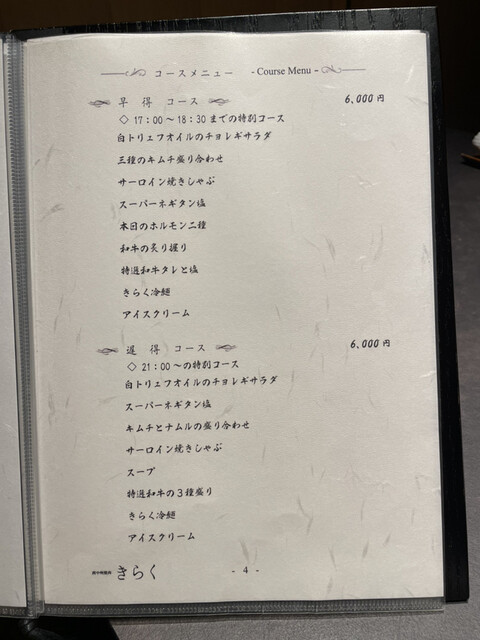 コースメニュー - Course Menu -
早得コース 6,000円
◇17:00～18:30までの特別コース
白トリュフオイルのチョレギサラダ
三種のキムチ盛り合わせ
サーロイン焼きしゃぶ
スーパーネギタン塩
本日のホルモン二種
和牛の炙り握り
特選和牛タレと塩
きらく冷麺
アイスクリーム
遅得コース 6,000円
◇21:00～の特別コース
白トリュフオイルのチョレギサラダ
スーパーネギタン塩
キムチとナムルの盛り合わせ
サーロイン焼きしゃぶ
スープ
特選和牛の3種盛り
きらく冷麺
アイスクリーム
きらく
- 4 -